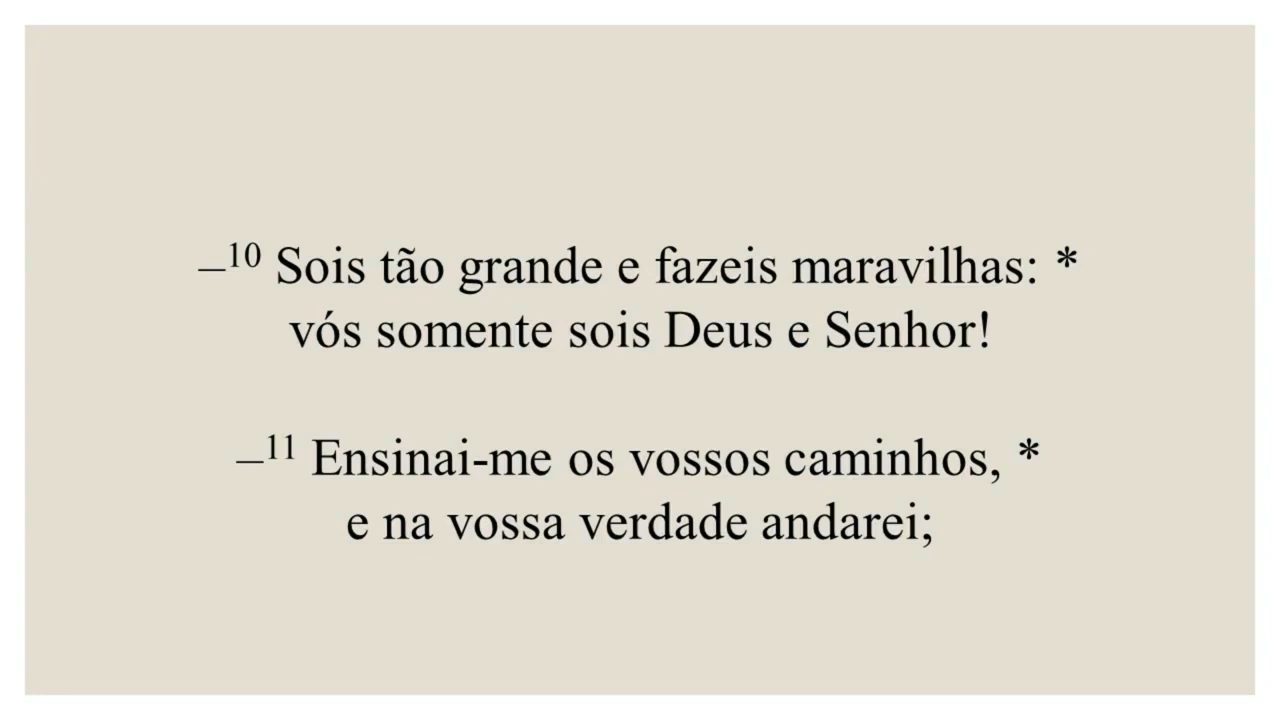 –10 Sois tão grande e fazeis maravilhas: *
vós somente sois Deus e Senhor!
–11 Ensinai-me os vossos caminhos, *
e na vossa verdade andarei;